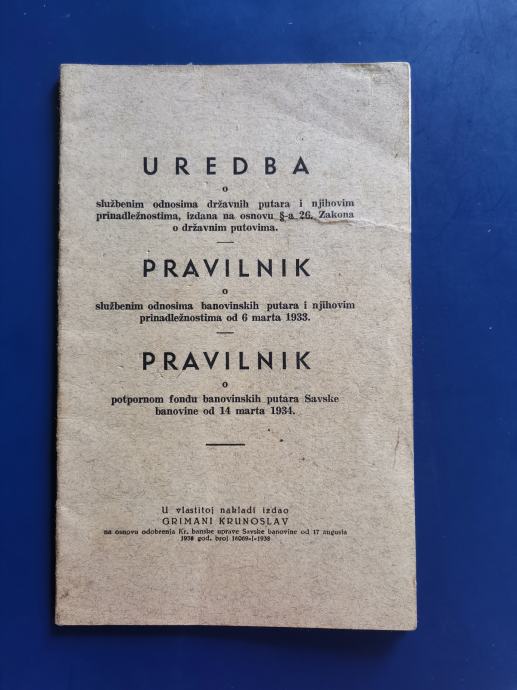 UREDBA
o
službenim odnosima državnih putara i njihovim
prinadležnostima, izdana na osnovu §-a 26. Zakona
o državnim putovima.
PRAVILNIK
o
službenim odnosima banovinskih putara i njihovim
prinadležnostima od 6 marta 1933.
PRAVILNIK
o
potpornom fondu banovinskih putara Savske
banovine od 14 marta 1934.
U vlastitoj nakladi izdao
GRIMANI KRUNOSLAV
na osnovu odobrenja Kr. banske uprave Savske banovine od 17 augusta
1938 god. broj 16069-I-1938